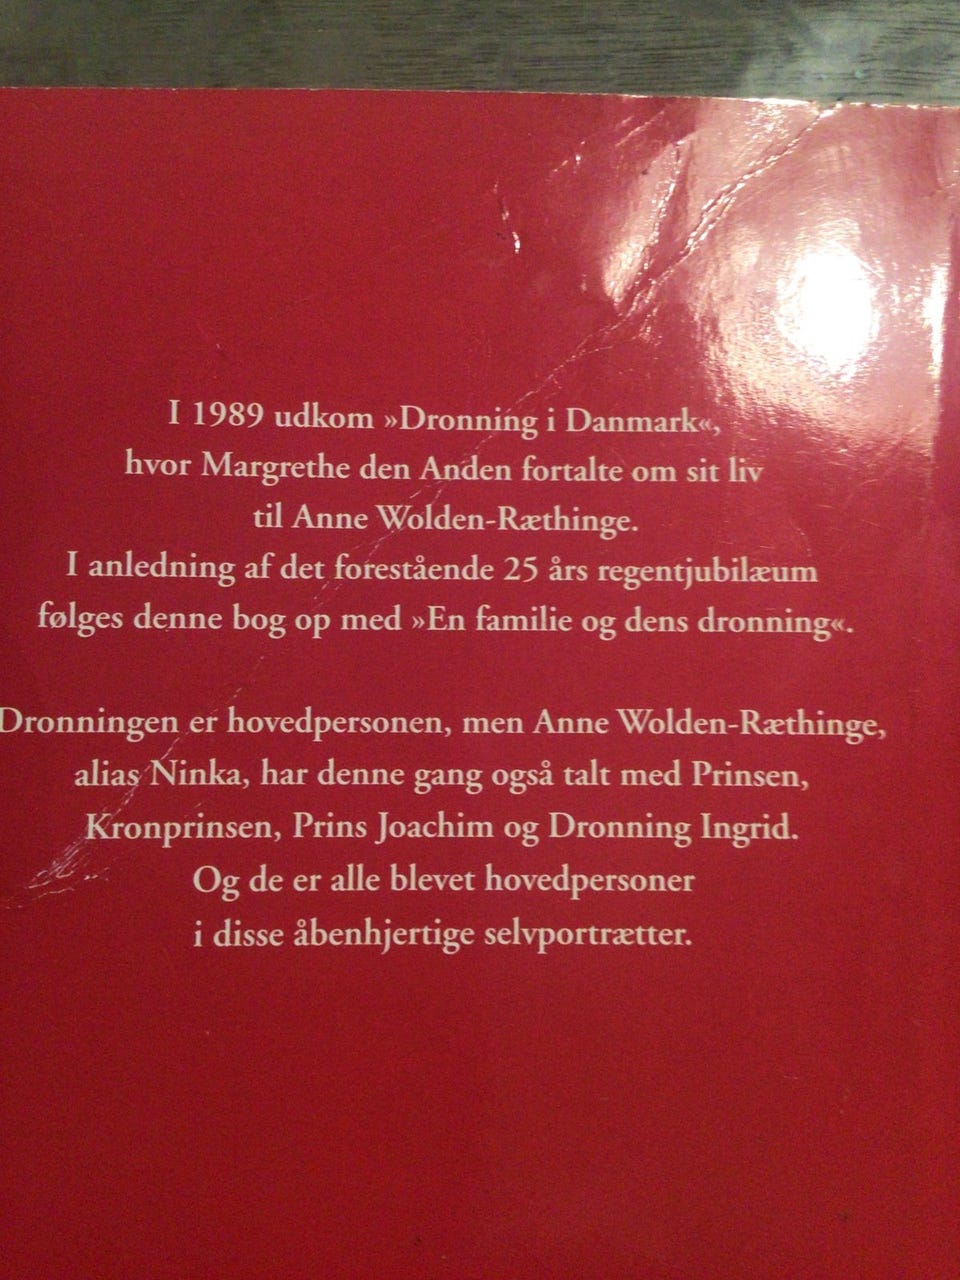 I 1989 udkom »Dronning i Danmark«,
hvor Margrethe den Anden fortalte om sit liv
til Anne Wolden-Ræthinge.
I anledning af det forestående 25 års regentjubilæum
følges denne bog op med »En familie og dens dronning«.
Dronningen er hovedpersonen, men Anne Wolden-Ræthinge,
alias Ninka, har denne gang også talt med Prinsen,
Kronprinsen, Prins Joachim og Dronning Ingrid.
Og de er alle blevet hovedpersoner
i disse åbenhjertige selvportrætter.